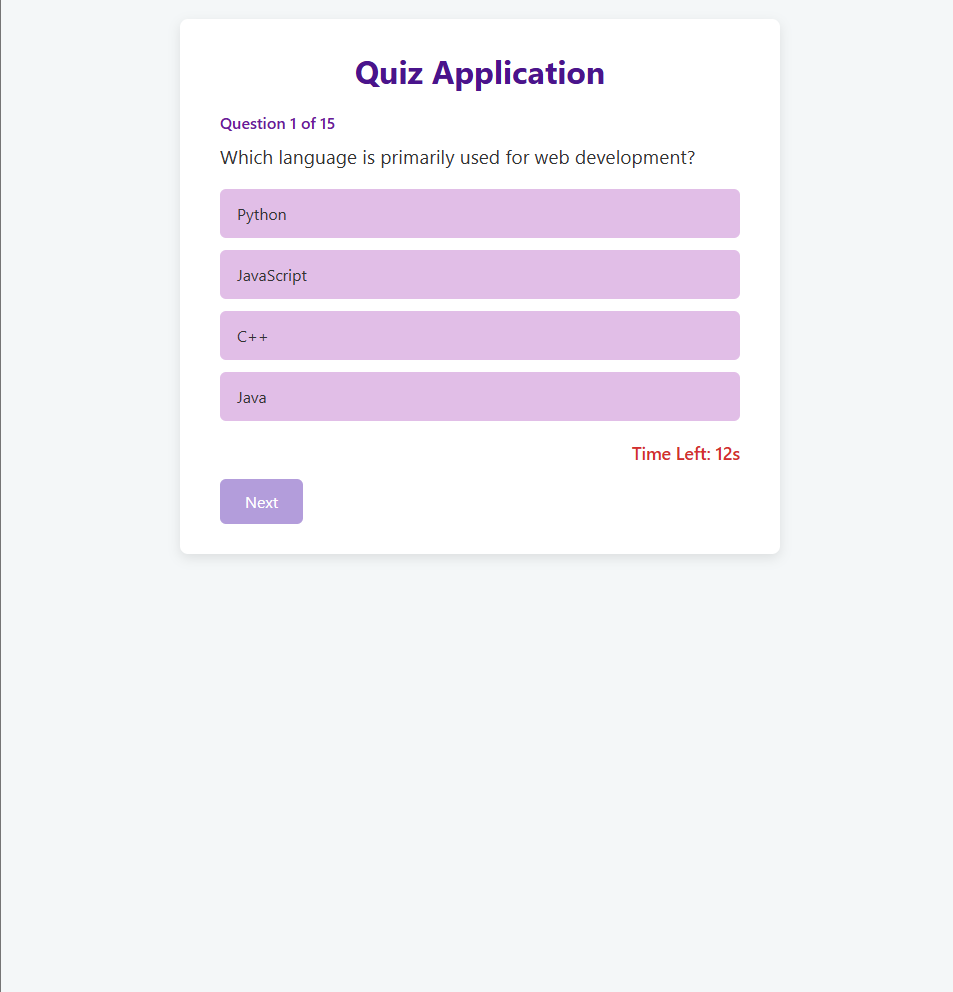 Quiz Application
Question 1 of 15
Which language is primarily used for web development?
Python
JavaScript
C++
Java
Time Left: 12s
Next